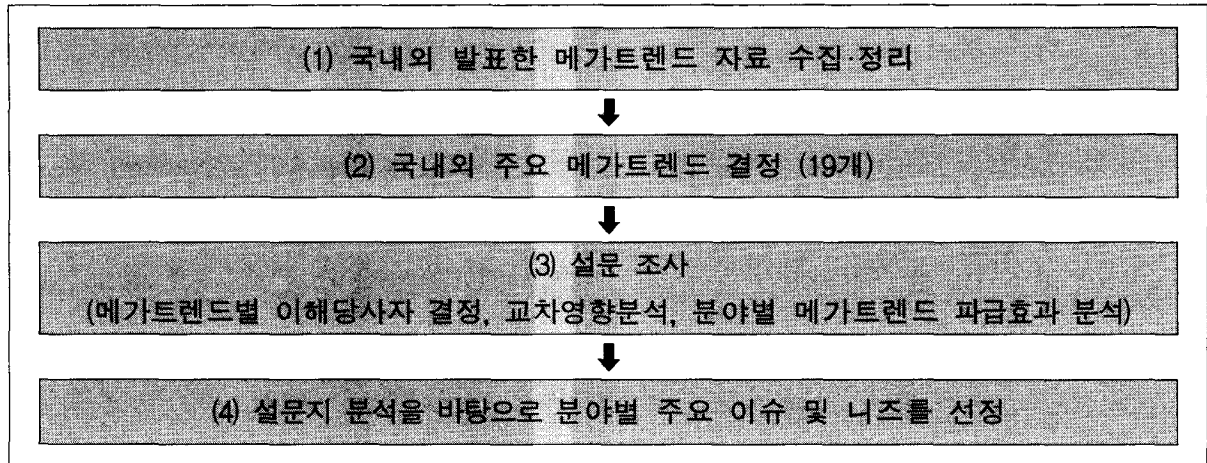 (1) 국내외 발표한 메가트렌드 자료 수집·정리
(2) 국내외 주요 메가트렌드 결정 (19개)
(3) 설문 조사
(메가트렌드별 이해당사자 결정, 교차영향분석, 분야별 메가트렌드 파급효과 분석)
(4) 설문지 분석을 바탕으로 분야별 주요 이슈 및 니즈를 선정